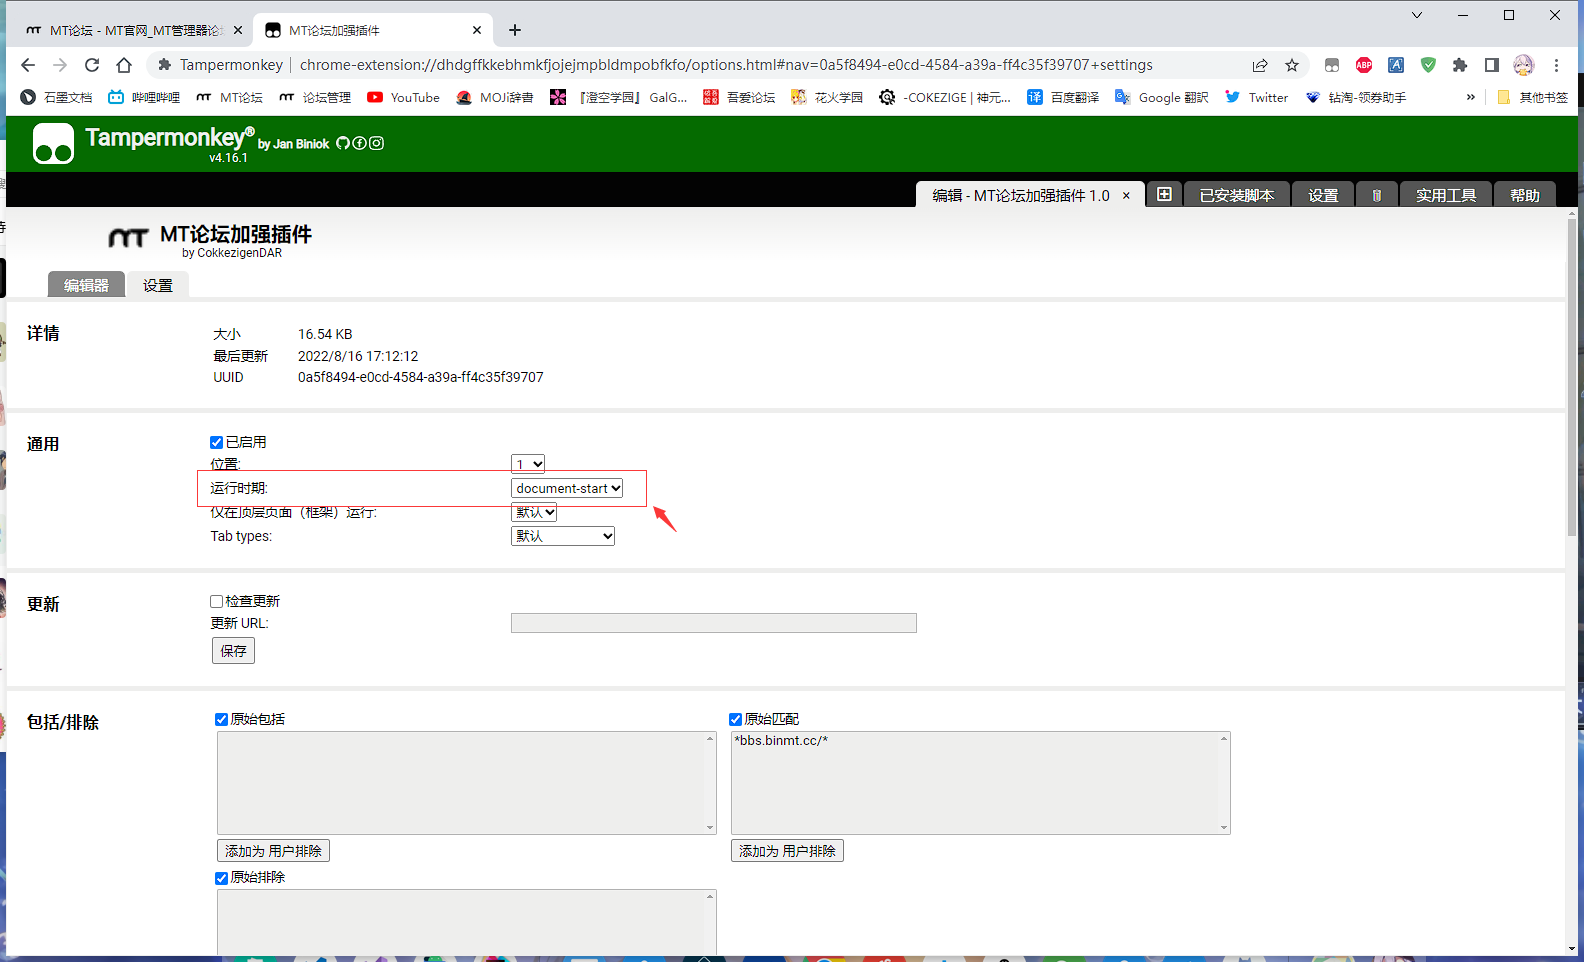 MT论坛 - MT官网_MT管理器论
MT论坛加强插件
Tampermonkey
chrome-extension://dhdgffkkebhmkfjojejmpbldmpobfkfo/options.html#nav=0a5f8494-e0cd-4584-a39a-ff4c35f39707+settings
ABP
石墨文档
哔哩哔哩
MT论坛
论坛管理
YouTube
MOJi辞書
『澄空学园』GalG...
吾爱论坛
花火学园
-COKEZIGE | 神元...
百度翻译
Google 翻訳
Twitter
钻淘-领券助手
»
其他书签
Tampermonkey® by Jan Biniok
v4.16.1
编辑 - MT论坛加强插件 1.0 ×
已安装脚本
设置
实用工具
帮助
MT论坛加强插件
by CokkezigenDAR
编辑器
设置
详情
大小 16.54 KB
最后更新 2022/8/16 17:12:12
UUID 0a5f8494-e0cd-4584-a39a-ff4c35f39707
通用
已启用
位置: 1
运行时期: document-start
仅在顶层页面（框架）运行: 默认
Tab types: 默认
更新
检查更新
更新 URL:
保存
包括/排除
原始包括
原始匹配
*bbs.binmt.cc/*
添加为 用户排除
添加为 用户排除
原始排除